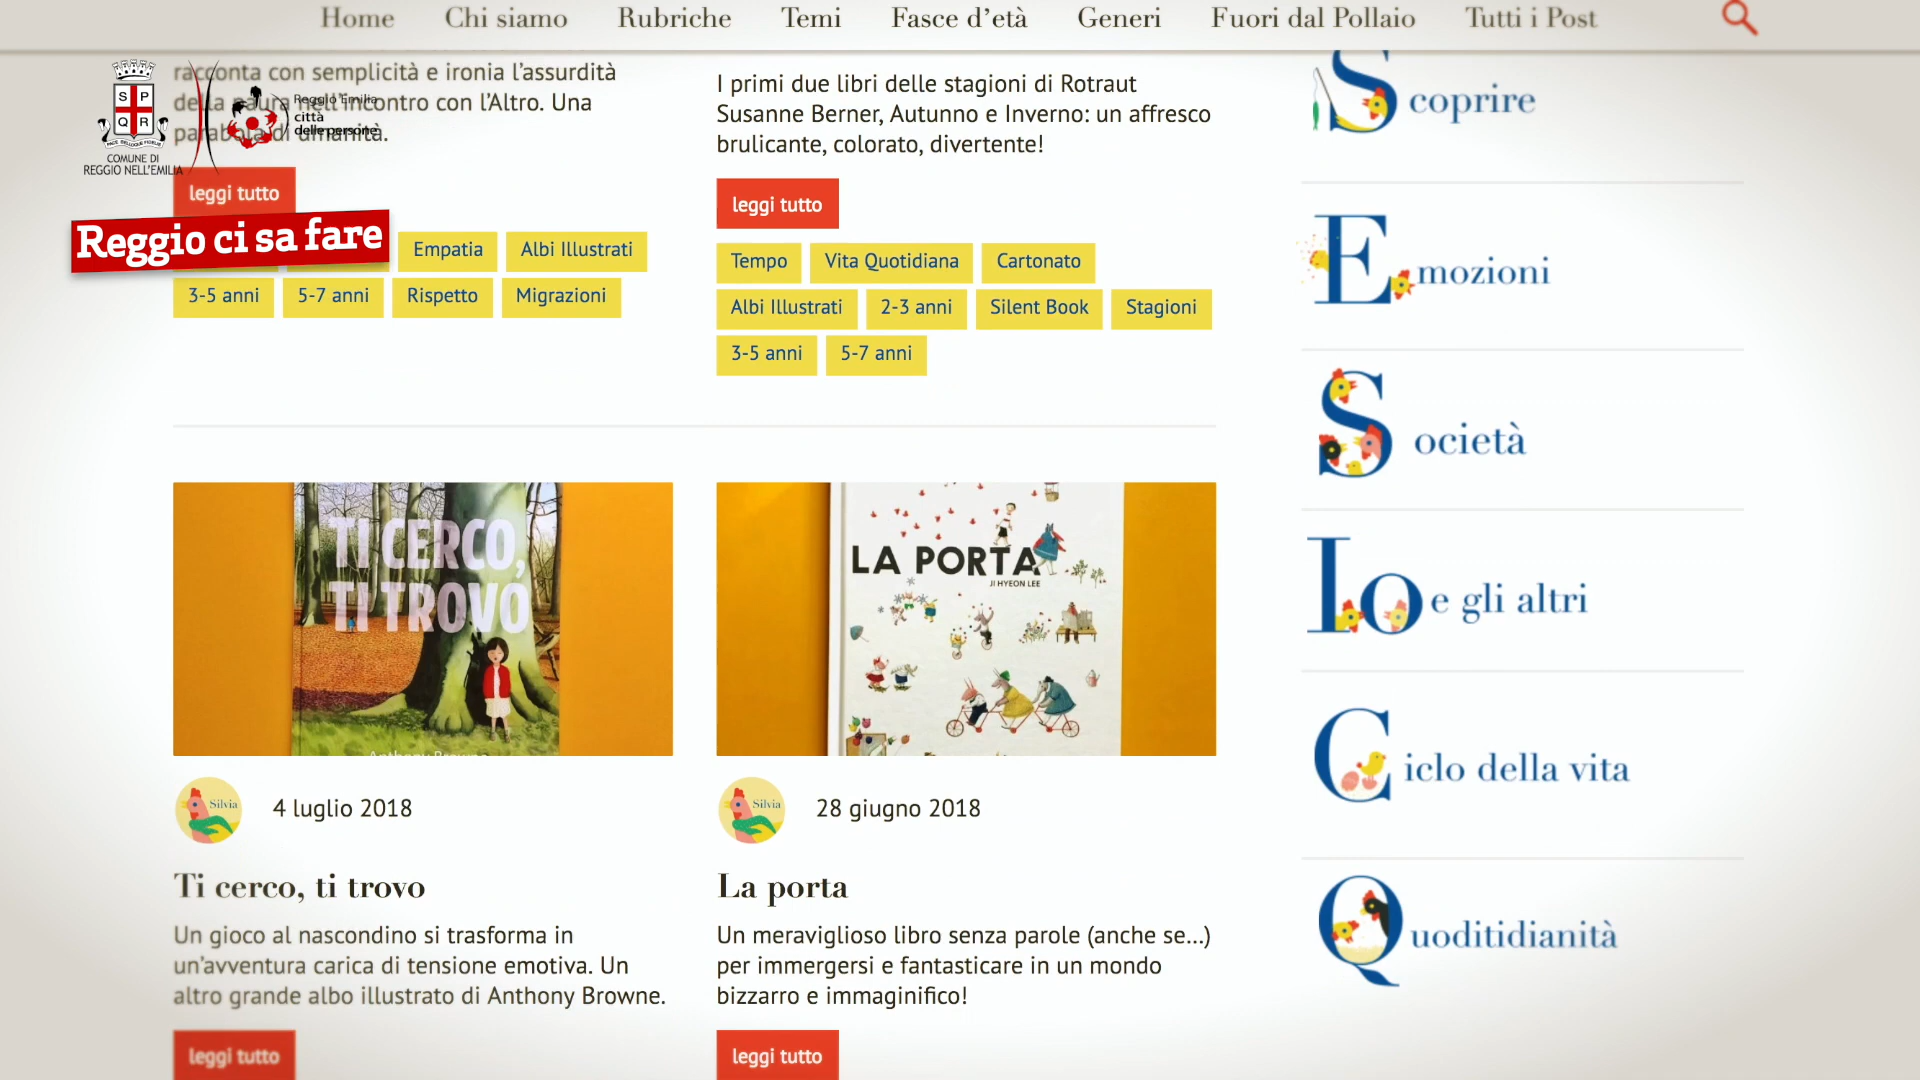 Home Chi siamo Rubriche Temi Fasce d'età Generi Fuori dal Pollaio Tutti i Post
racconta con semplicità e ironia l'assurdità
della paura nell'incontro con l'Altro. Una
parabola di umanità.
leggi tutto
S P
Q R
COMUNE DI
REGGIO NELL'EMILIA
Reggio Emilia
città
delle persone
Reggio ci sa fare
Empatia Albi Illustrati
3-5 anni 5-7 anni Rispetto Migrazioni
I primi due libri delle stagioni di Rotraut
Susanne Berner, Autunno e Inverno: un affresco
brulicante, colorato, divertente!
leggi tutto
Tempo Vita Quotidiana Cartonato
Albi Illustrati 2-3 anni Silent Book Stagioni
3-5 anni 5-7 anni
TI CERCO,
TI TROVO
Anthony Browne
Silvia 4 luglio 2018
Ti cerco, ti trovo
Un gioco al nascondino si trasforma in
un'avventura carica di tensione emotiva. Un
altro grande albo illustrato di Anthony Browne.
leggi tutto
LA PORTA
JI HYEON LEE
Silvia 28 giugno 2018
La porta
Un meraviglioso libro senza parole (anche se...)
per immergersi e fantasticare in un mondo
bizzarro e immaginifico!
leggi tutto
Scoprire
Emozioni
Società
Io e gli altri
Ciclo della vita
Quoditidianità